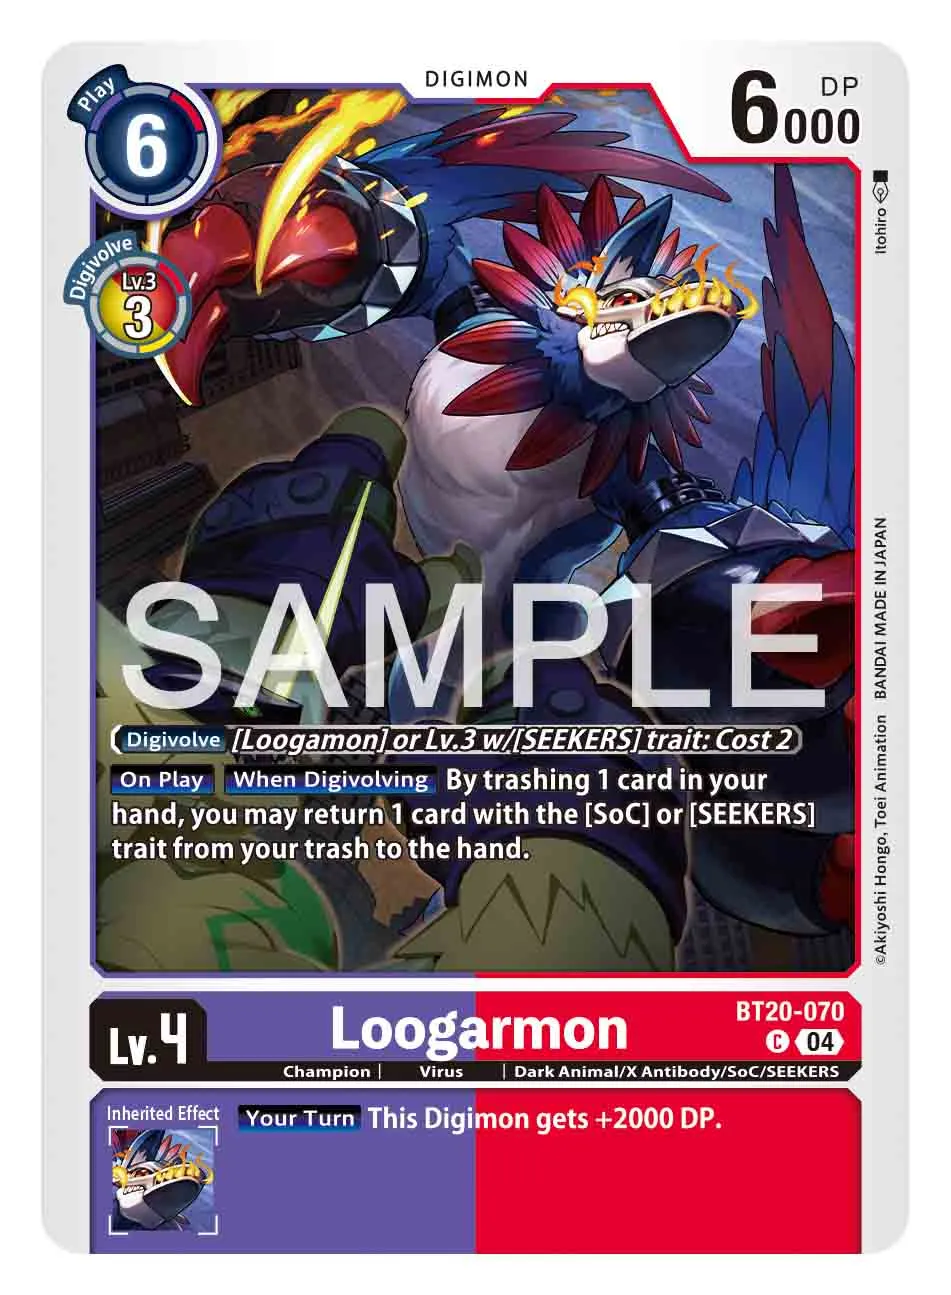 DIGIMON
Play
6
6000
DP
Digivolve
Lv.3
3
Itohiro
SAMPLE
BANDAI MADE IN JAPAN
©Akiyoshi Hongo, Toei Animation
Digivolve [Loogamon] or Lv.3 w/[SEEKERS] trait: Cost 2
On Play When Digivolving By trashing 1 card in your
hand, you may return 1 card with the [SoC] or [SEEKERS]
trait from your trash to the hand.
Lv.4
Loogarmon
BT20-070
C 04
Champion | Virus | Dark Animal/X Antibody/SoC/SEEKERS
Inherited Effect
Your Turn This Digimon gets +2000 DP.